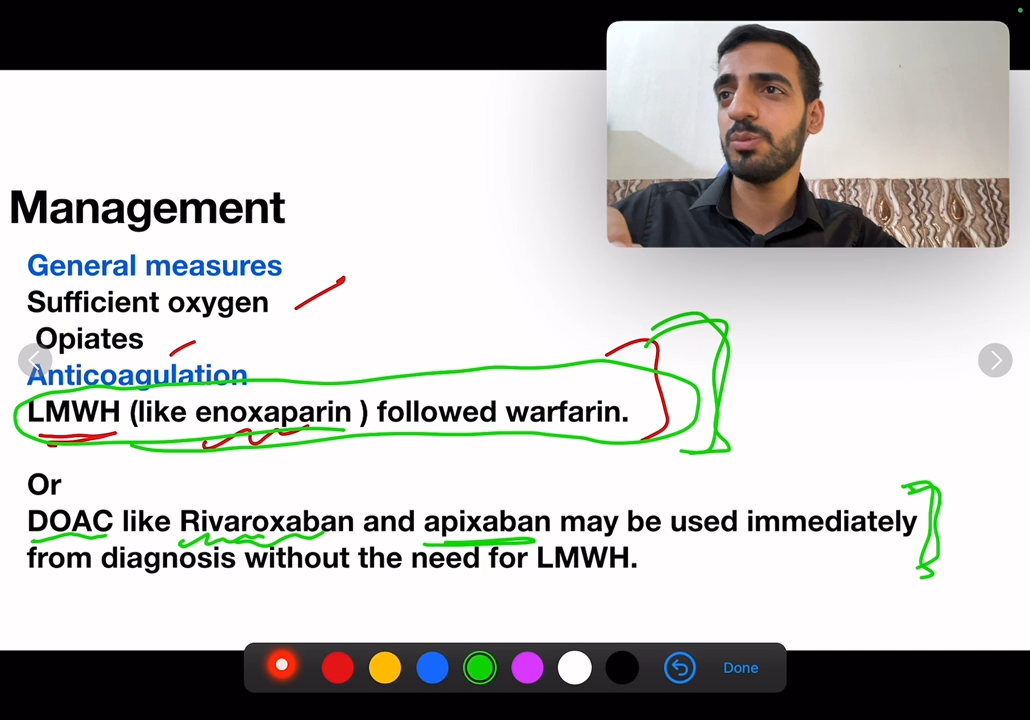 Management
General measures
Sufficient oxygen
Opiates
Anticoagulation
LMWH (like enoxaparin ) followed warfarin.
Or
DOAC like Rivaroxaban and apixaban may be used immediately
from diagnosis without the need for LMWH.
Done